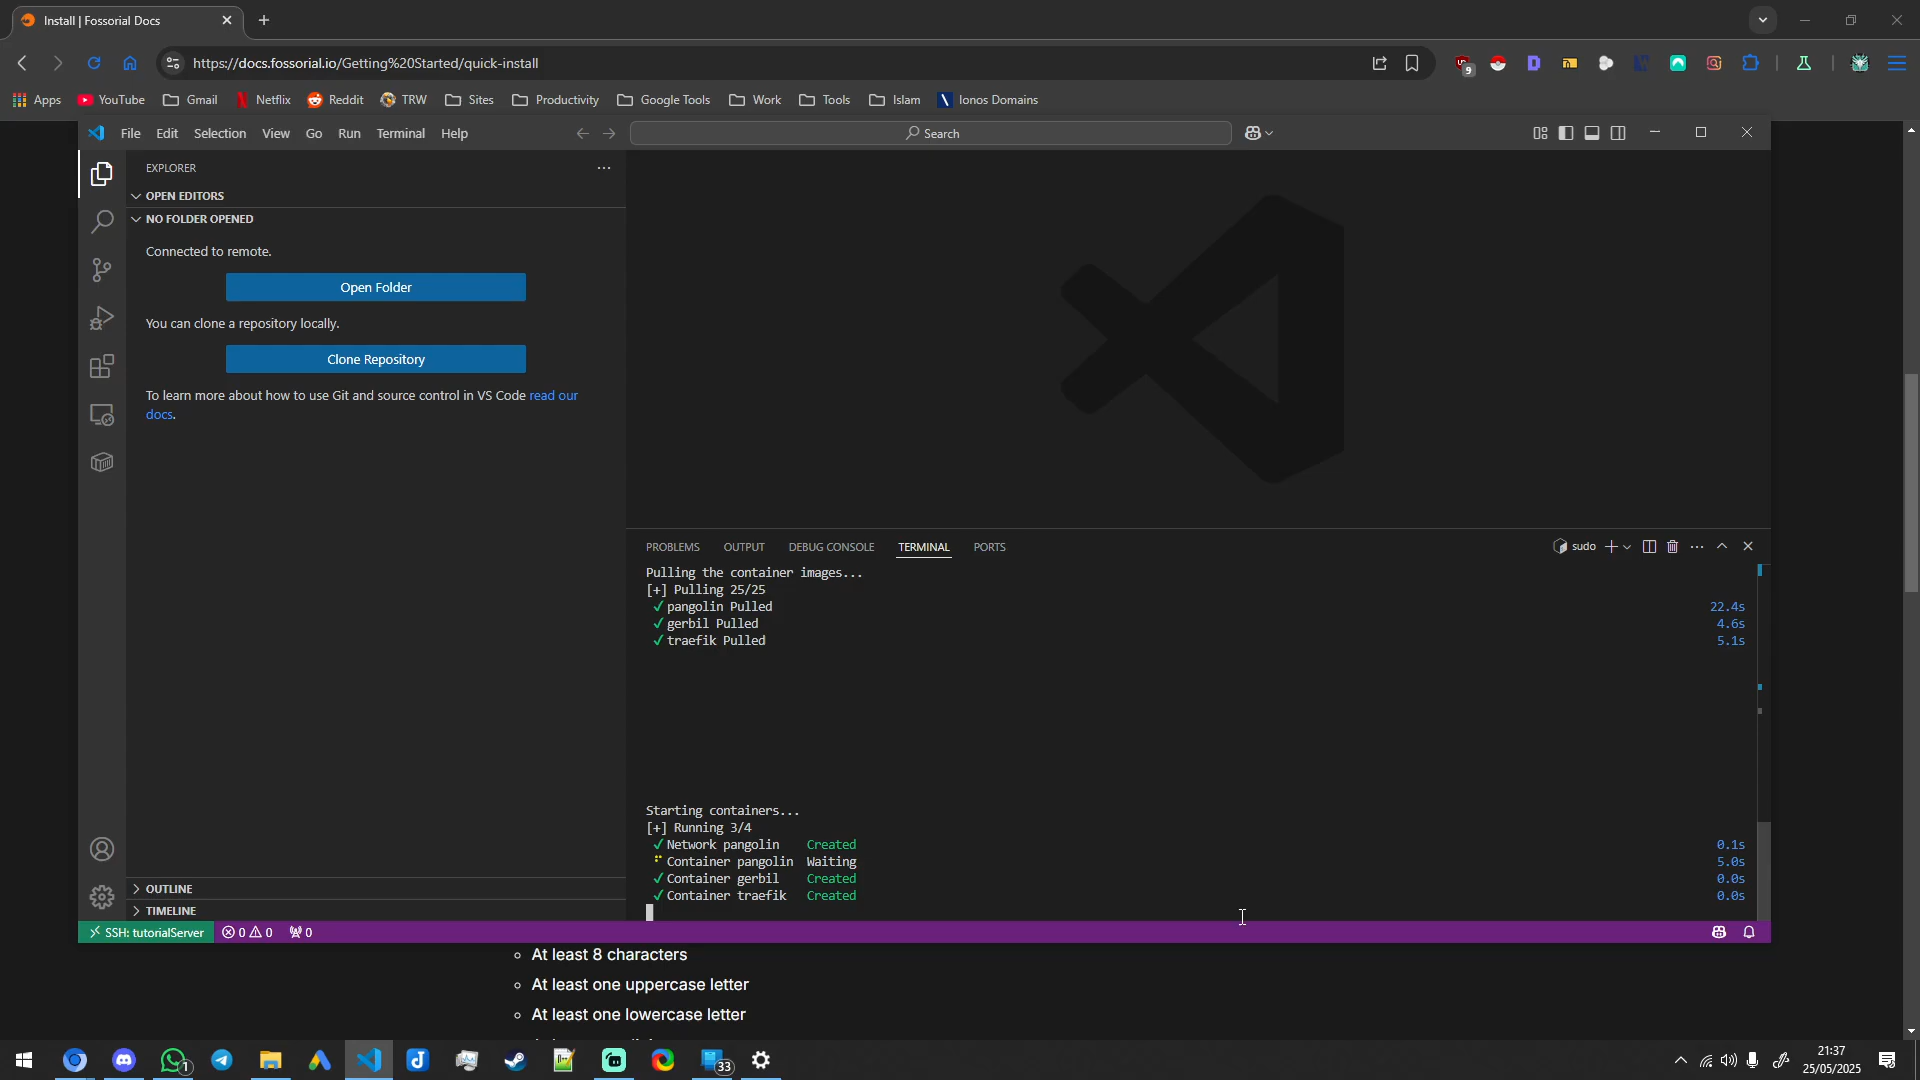 Install | Fossorial Docs
https://docs.fossorial.io/Getting%20Started/quick-install
9
Apps
YouTube
Gmail
Netflix
Reddit
TRW
Sites
Productivity
Google Tools
Work
Tools
Islam
Ionos Domains
File Edit Selection View Go Run Terminal Help
Search
EXPLORER
OPEN EDITORS
NO FOLDER OPENED
Connected to remote.
Open Folder
You can clone a repository locally.
Clone Repository
To learn more about how to use Git and source control in VS Code read our
docs.
OUTLINE
TIMELINE
PROBLEMS OUTPUT DEBUG CONSOLE TERMINAL PORTS
sudo
Pulling the container images...
[+] Pulling 25/25
✓ pangolin Pulled 22.4s
✓ gerbil Pulled 4.6s
✓ traefik Pulled 5.1s
Starting containers...
[+] Running 3/4
✓ Network pangolin Created 0.1s
Container pangolin Waiting 5.0s
✓ Container gerbil Created 0.0s
✓ Container traefik Created 0.0s
SSH: tutorialServer
0 0 0
At least 8 characters
At least one uppercase letter
At least one lowercase letter
1
33
21:37
25/05/2025